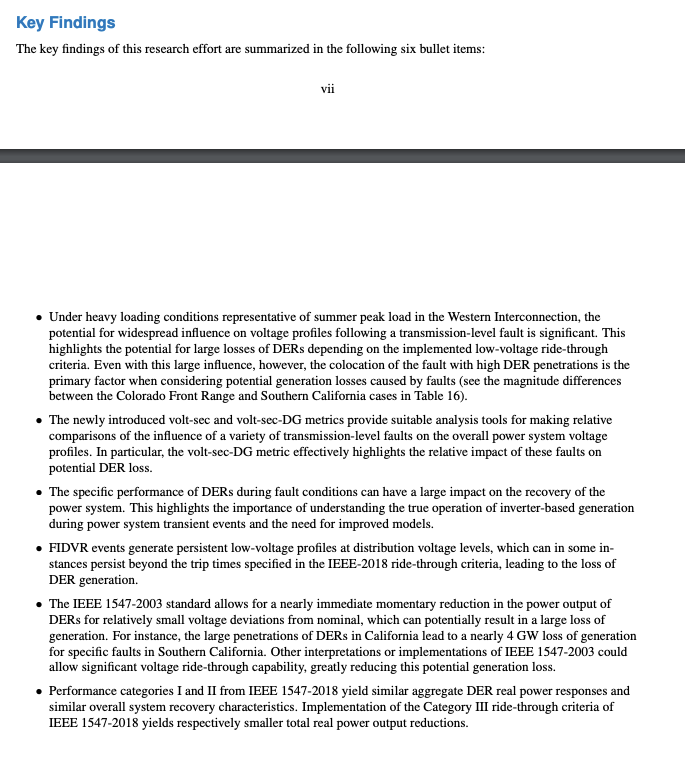 Key Findings
The key findings of this research effort are summarized in the following six bullet items:
vii
• Under heavy loading conditions representative of summer peak load in the Western Interconnection, the
potential for widespread influence on voltage profiles following a transmission-level fault is significant. This
highlights the potential for large losses of DERs depending on the implemented low-voltage ride-through
criteria. Even with this large influence, however, the colocation of the fault with high DER penetrations is the
primary factor when considering potential generation losses caused by faults (see the magnitude differences
between the Colorado Front Range and Southern California cases in Table 16).
• The newly introduced volt-sec and volt-sec-DG metrics provide suitable analysis tools for making relative
comparisons of the influence of a variety of transmission-level faults on the overall power system voltage
profiles. In particular, the volt-sec-DG metric effectively highlights the relative impact of these faults on
potential DER loss.
• The specific performance of DERs during fault conditions can have a large impact on the recovery of the
power system. This highlights the importance of understanding the true operation of inverter-based generation
during power system transient events and the need for improved models.
• FIDVR events generate persistent low-voltage profiles at distribution voltage levels, which can in some in-
stances persist beyond the trip times specified in the IEEE-2018 ride-through criteria, leading to the loss of
DER generation.
• The IEEE 1547-2003 standard allows for a nearly immediate momentary reduction in the power output of
DERs for relatively small voltage deviations from nominal, which can potentially result in a large loss of
generation. For instance, the large penetrations of DERs in California lead to a nearly 4 GW loss of generation
for specific faults in Southern California. Other interpretations or implementations of IEEE 1547-2003 could
allow significant voltage ride-through capability, greatly reducing this potential generation loss.
• Performance categories I and II from IEEE 1547-2018 yield similar aggregate DER real power responses and
similar overall system recovery characteristics. Implementation of the Category III ride-through criteria of
IEEE 1547-2018 yields respectively smaller total real power output reductions.